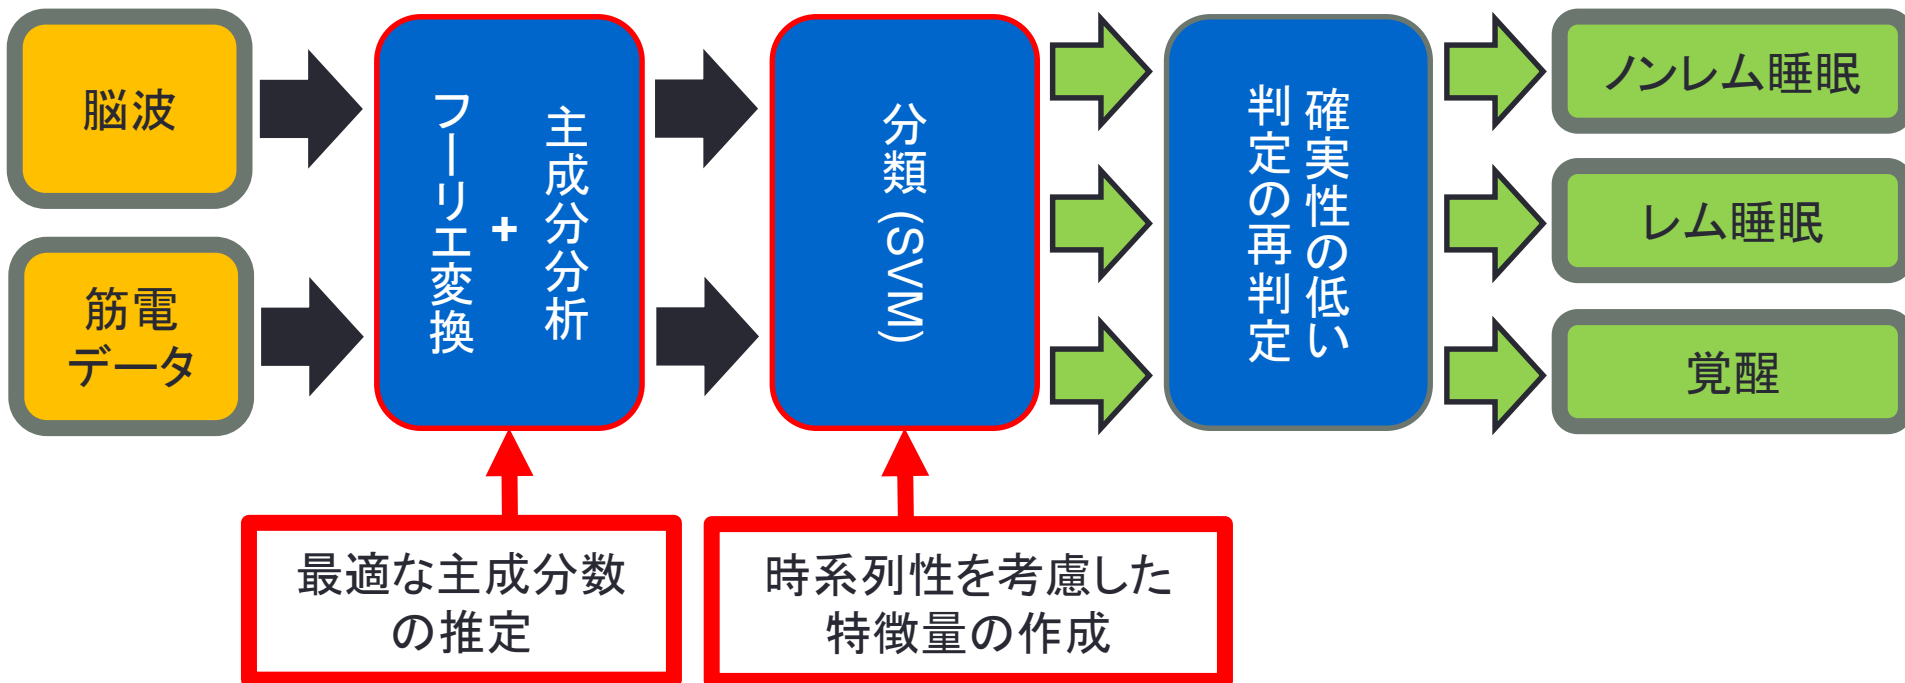 脳波
筋電
データ
フーリエ変換
+
主成分分析
分類(SVM)
確実性の低い
判定の再判定
ノンレム睡眠
レム睡眠
覚醒
最適な主成分数
の推定
時系列性を考慮した
特徴量の作成